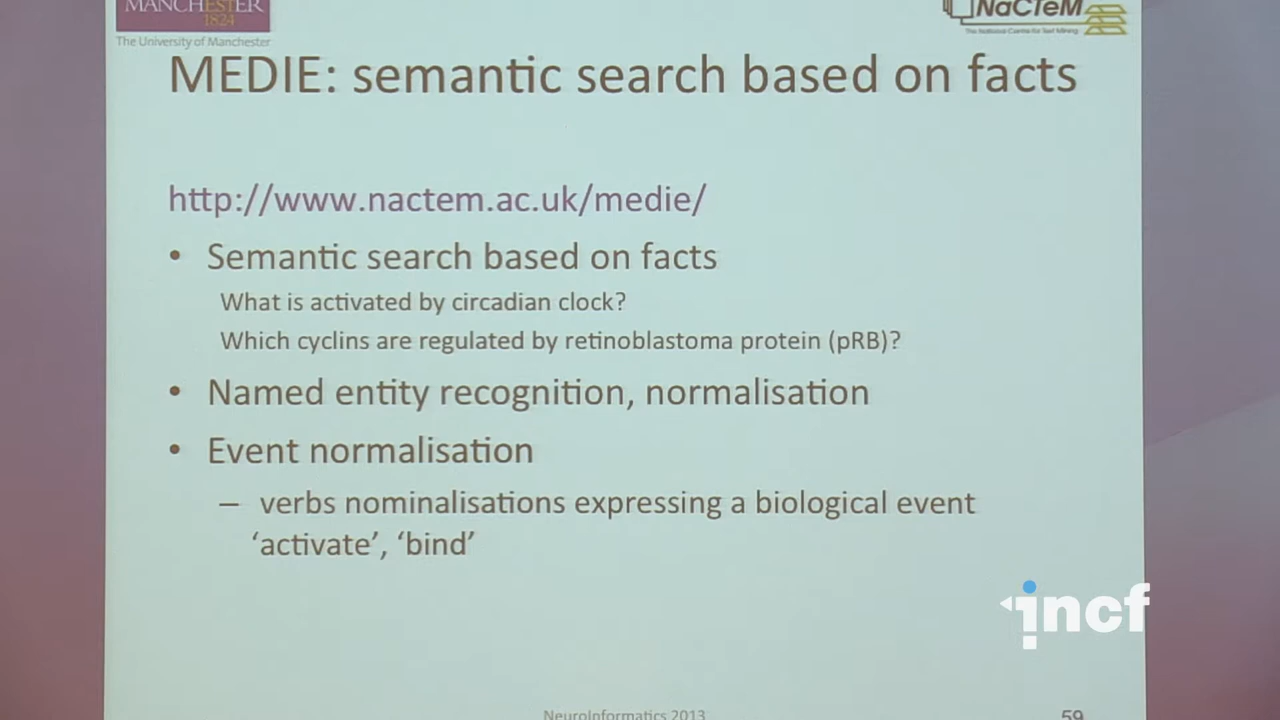 MANCHESTER
1824
The University of Manchester
NaCTeM
The National Centre for Text Mining
MEDIE: semantic search based on facts
http://www.nactem.ac.uk/medie/
• Semantic search based on facts
What is activated by circadian clock?
Which cyclins are regulated by retinoblastoma protein (pRB)?
• Named entity recognition, normalisation
• Event normalisation
– verbs nominalisations expressing a biological event
‘activate’, ‘bind’
incf
NeuroInformatics 2013
59